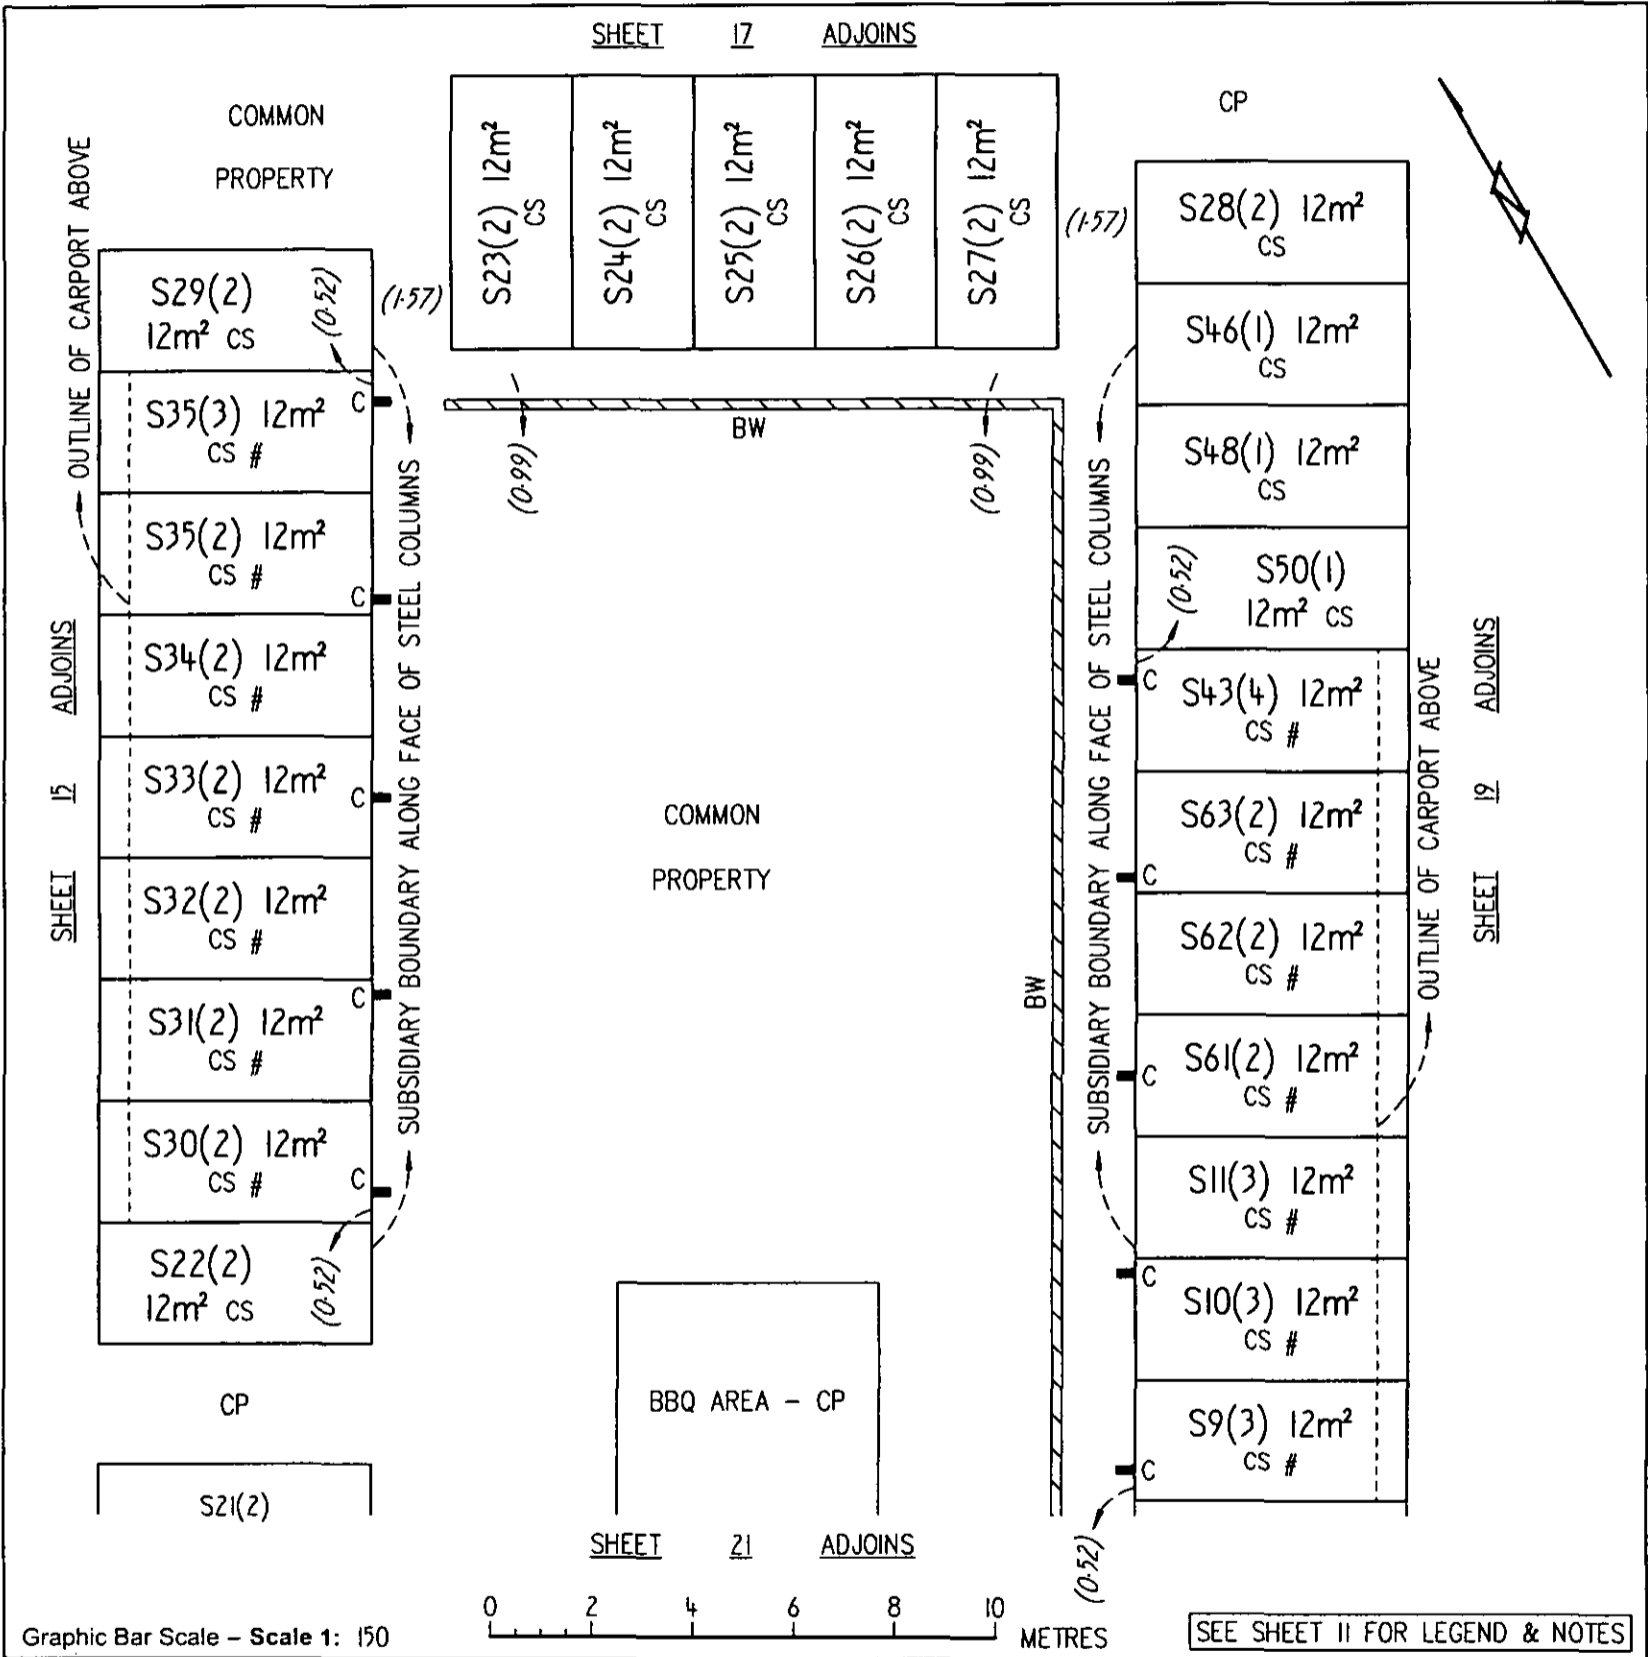 SHEET 17 ADJOINS
COMMON
PROPERTY
CP
OUTLINE OF CARPORT ABOVE
S23(2) 12m²
CS
S24(2) 12m²
CS
S25(2) 12m²
CS
S26(2) 12m²
CS
S27(2) 12m²
CS
(1·57)
(1·57)
S29(2)
12m² CS
(0·52)
S35(3) 12m²
CS #
C
S35(2) 12m²
CS #
C
S34(2) 12m²
CS #
S33(2) 12m²
CS #
C
S32(2) 12m²
CS #
S31(2) 12m²
CS #
C
S30(2) 12m²
CS #
C
S22(2)
12m² CS
(0·52)
CP
S21(2)
SHEET 15 ADJOINS
SUBSIDIARY BOUNDARY ALONG FACE OF STEEL COLUMNS
BW
(0·99)
(0·99)
COMMON
PROPERTY
BW
BBQ AREA - CP
SUBSIDIARY BOUNDARY ALONG FACE OF STEEL COLUMNS
S28(2) 12m²
CS
S46(1) 12m²
CS
S48(1) 12m²
CS
S50(1)
12m² CS
(0·52)
C
S43(4) 12m²
CS #
S63(2) 12m²
CS #
C
S62(2) 12m²
CS #
S61(2) 12m²
CS #
C
S11(3) 12m²
CS #
C
S10(3) 12m²
CS #
S9(3) 12m²
CS #
C
(0·52)
OUTLINE OF CARPORT ABOVE
SHEET 19 ADJOINS
SHEET 21 ADJOINS
0 2 4 6 8 10
METRES
Graphic Bar Scale – Scale 1: 150
SEE SHEET 11 FOR LEGEND & NOTES